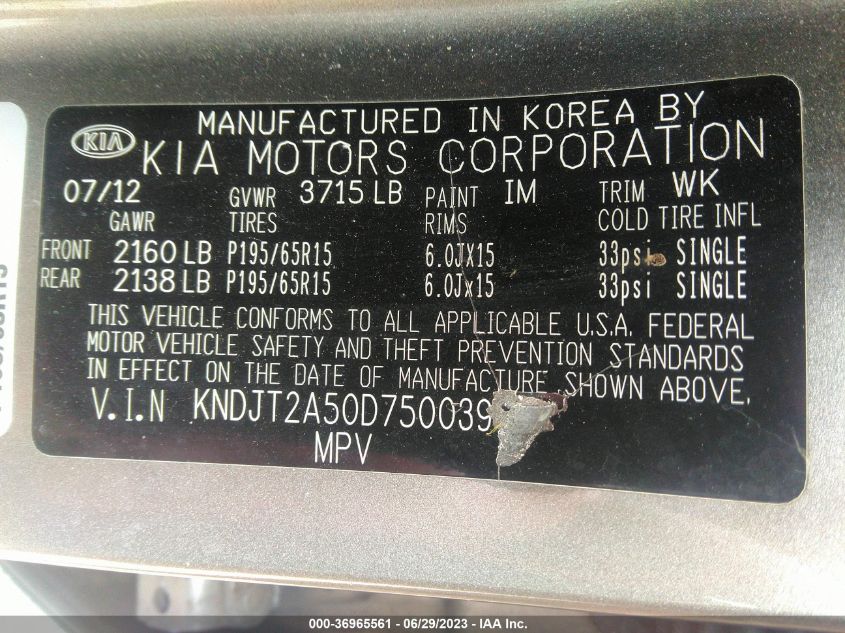 MANUFACTURED IN KOREA BY
KIA KIA MOTORS CORPORATION
07/12 GVWR 3715 LB PAINT IM TRIM WK
GAWR TIRES RIMS COLD TIRE INFL
FRONT 2160 LB P195/65R15 6.0JX15 33psi SINGLE
REAR 2138 LB P195/65R15 6.0Jx15 33psi SINGLE
THIS VEHICLE CONFORMS TO ALL APPLICABLE U.S.A. FEDERAL
MOTOR VEHICLE SAFETY AND THEFT PREVENTION STANDARDS
IN EFFECT ON THE DATE OF MANUFACTURE SHOWN ABOVE.
V.I.N KNDJT2A50D750039
MPV
000-36965561 - 06/29/2023 - IAA Inc.